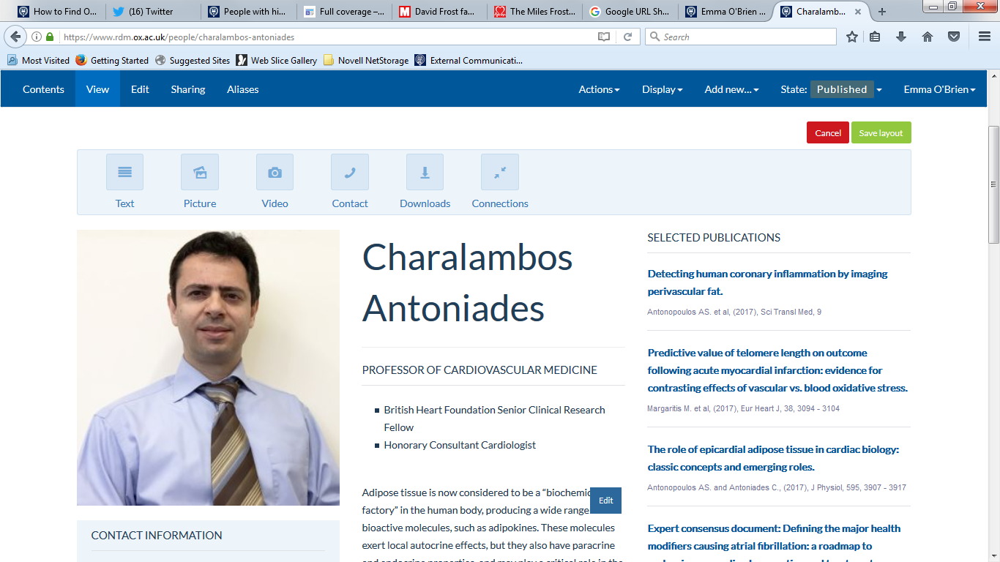 How to Find O...
(16) Twitter
People with hi...
Full coverage –...
David Frost fa...
The Miles Frost...
Google URL Sh...
Emma O'Brien ...
Charalamb...
https://www.rdm.ox.ac.uk/people/charalambos-antoniades
Search
Most Visited
Getting Started
Suggested Sites
Web Slice Gallery
Novell NetStorage
External Communicati...
Contents
View
Edit
Sharing
Aliases
Actions
Display
Add new...
State: Published
Emma O'Brien
Cancel
Save layout
Text
Picture
Video
Contact
Downloads
Connections
Charalambos
Antoniades
PROFESSOR OF CARDIOVASCULAR MEDICINE
British Heart Foundation Senior Clinical Research
Fellow
Honorary Consultant Cardiologist
Adipose tissue is now considered to be a “biochemic
Edit
factory” in the human body, producing a wide range
bioactive molecules, such as adipokines. These molecules
exert local autocrine effects, but they also have paracrine
and endocrine properties, and may play a critical role in the
CONTACT INFORMATION
SELECTED PUBLICATIONS
Detecting human coronary inflammation by imaging
perivascular fat.
Antonopoulos AS. et al, (2017), Sci Transl Med, 9
Predictive value of telomere length on outcome
following acute myocardial infarction: evidence for
contrasting effects of vascular vs. blood oxidative stress.
Margaritis M. et al, (2017), Eur Heart J, 38, 3094 - 3104
The role of epicardial adipose tissue in cardiac biology:
classic concepts and emerging roles.
Antonopoulos AS. and Antoniades C., (2017), J Physiol, 595, 3907 - 3917
Expert consensus document: Defining the major health
modifiers causing atrial fibrillation: a roadmap to